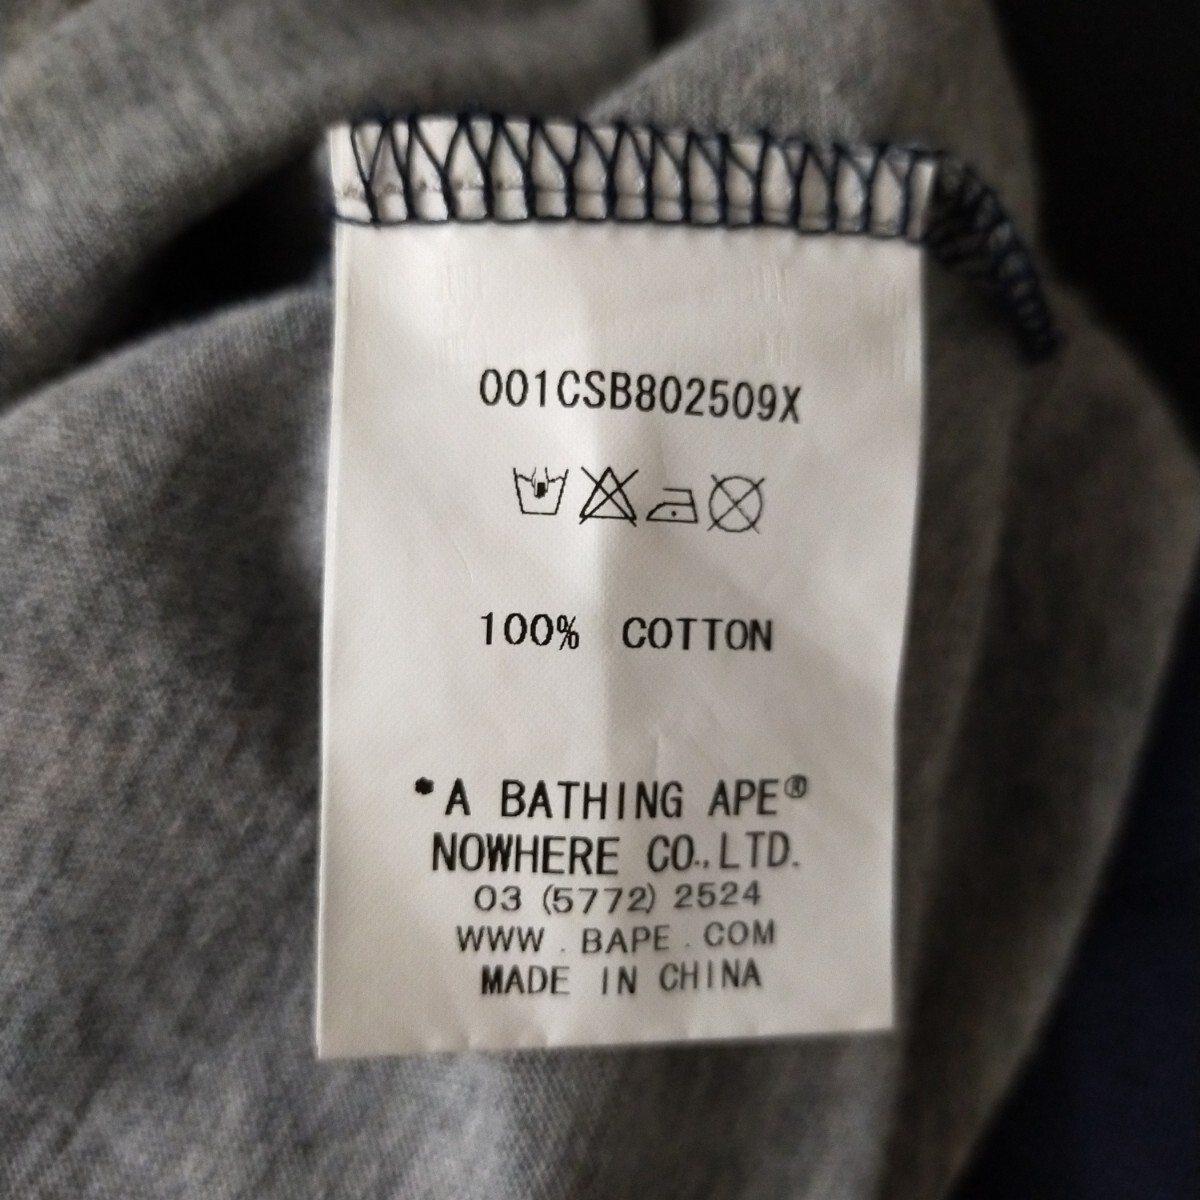 001CSB802509X
100% COTTON
*A BATHING APE®
NOWHERE CO.,LTD.
03 (5772) 2524
WWW . BAPE . COM
MADE IN CHINA